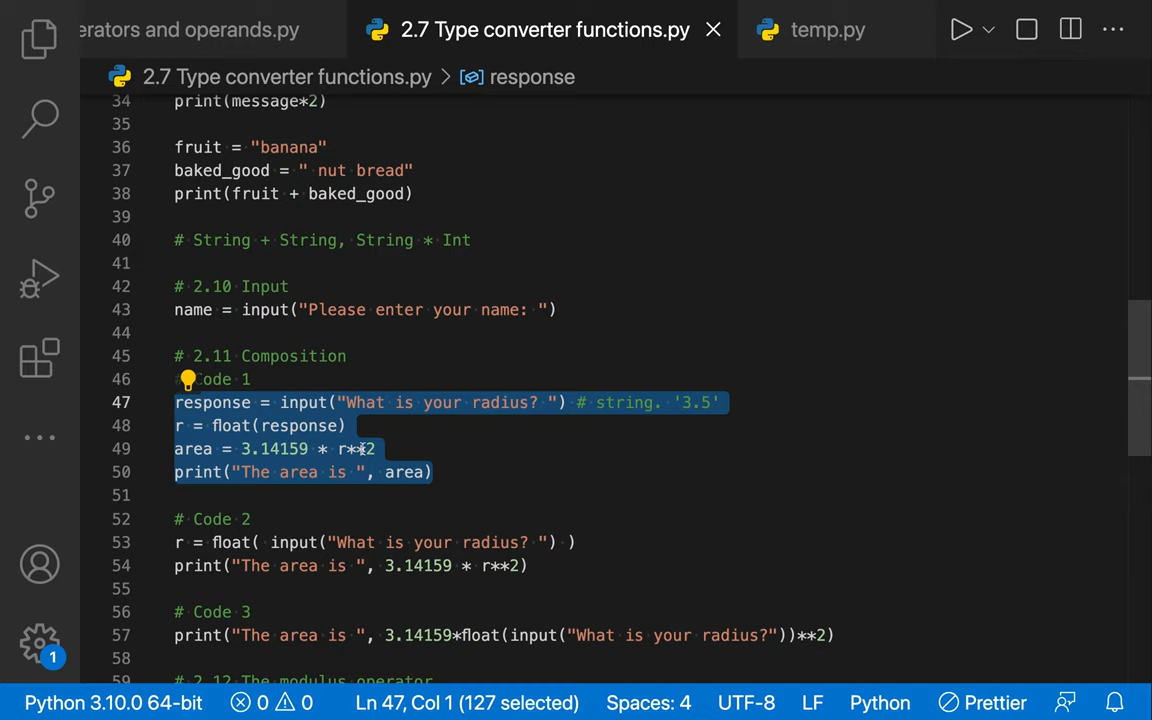 erators and operands.py
2.7 Type converter functions.py
temp.py
2.7 Type converter functions.py > response
34 print(message*2)
35
36 fruit = "banana"
37 baked_good = " nut bread"
38 print(fruit + baked_good)
39
40 # String + String, String * Int
41
42 # 2.10 Input
43 name = input("Please enter your name: ")
44
45 # 2.11 Composition
46 # Code 1
47 response = input("What is your radius? ") # string. '3.5'
48 r = float(response)
49 area = 3.14159 * r**2
50 print("The area is ", area)
51
52 # Code 2
53 r = float( input("What is your radius? ") )
54 print("The area is ", 3.14159 * r**2)
55
56 # Code 3
57 print("The area is ", 3.14159*float(input("What is your radius?"))**2)
58
59 # 2.12 The modulus operator
1
Python 3.10.0 64-bit 0 0 Ln 47, Col 1 (127 selected) Spaces: 4 UTF-8 LF Python Prettier